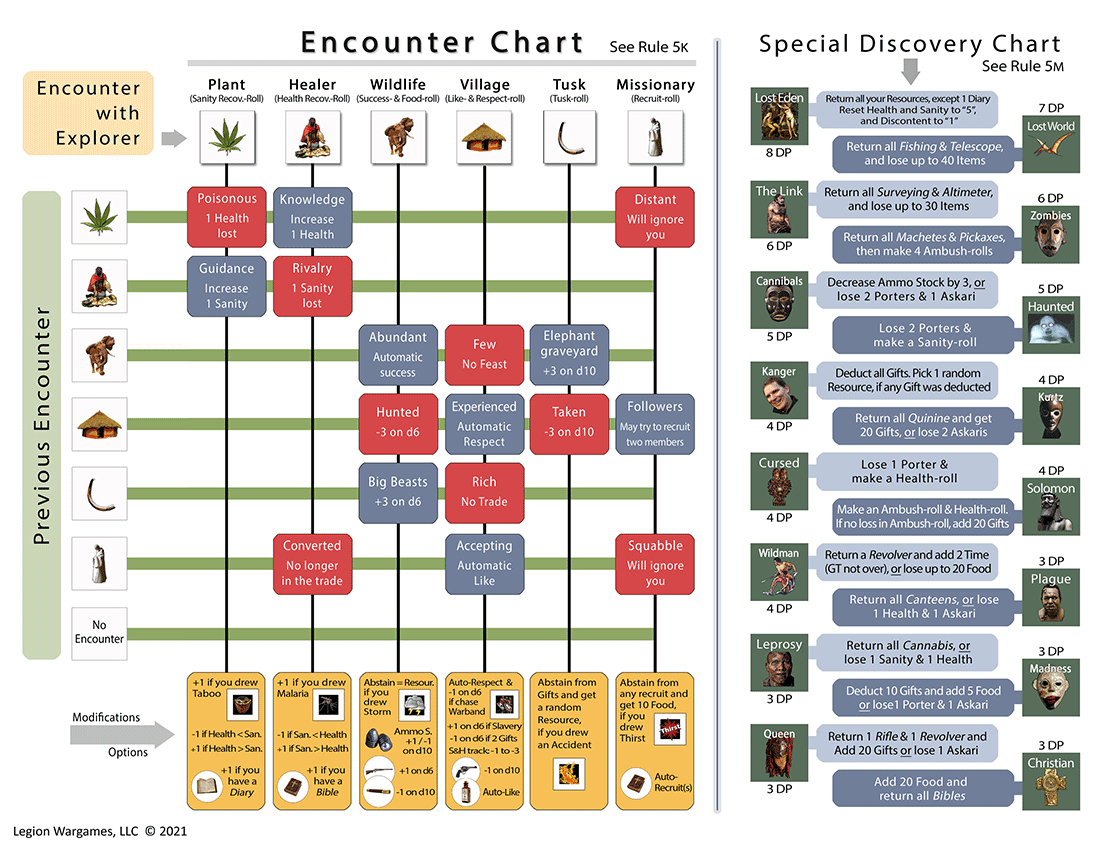 Encounter Chart
See Rule 5K
Encounter
with
Explorer
Plant
(Sanity Recov.-Roll)
Healer
(Health Recov.-Roll)
Wildlife
(Success- & Food-roll)
Village
(Like- & Respect-roll)
Tusk
(Tusk-roll)
Missionary
(Recruit-roll)
Previous Encounter
Poisonous
1 Health
lost
Knowledge
Increase
1 Health
Distant
Will ignore
you
Guidance
Increase
1 Sanity
Rivalry
1 Sanity
lost
Abundant
Automatic
success
Few
No Feast
Elephant
graveyard
+3 on d10
Hunted
-3 on d6
Experienced
Automatic
Respect
Taken
-3 on d10
Followers
May try to recruit
two members
Big Beasts
+3 on d6
Rich
No Trade
Converted
No longer
in the trade
Accepting
Automatic
Like
Squabble
Will ignore
you
No
Encounter
Modifications
Options
+1 if you drew
Taboo
-1 if Health < San.
+1 if Health > San.
+1 if you
have a
Diary
+1 if you drew
Malaria
-1 if San. < Health
+1 if San. > Health
+1 if you
have a
Bible
Abstain = Resour.
if you
drew
Storm
Ammo S.
+1/-1
on d10
+1 on d6
-1 on d10
Auto-Respect &
-1 on d6
if chase
Warband
+1 on d6 if Slavery
-1 on d6 if 2 Gifts
S&H track: -1 to -3
-1 on d10
Auto-Like
Abstain from
Gifts and get
a random
Resource,
if you drew
an Accident
Abstain from
any recruit and
get 10 Food,
if you
drew
Thirst
Thirst
Auto-
Recruit(s)
Legion Wargames, LLC © 2021
Special Discovery Chart
See Rule 5M
Lost Eden
8 DP
Return all your Resources, except 1 Diary
Reset Health and Sanity to "5",
and Discontent to "1"
7 DP
Lost World
Return all Fishing & Telescope,
and lose up to 40 Items
The Link
6 DP
Return all Surveying & Altimeter,
and lose up to 30 Items
6 DP
Zombies
Return all Machetes & Pickaxes,
then make 4 Ambush-rolls
Cannibals
5 DP
Decrease Ammo Stock by 3, or
lose 2 Porters & 1 Askari
5 DP
Haunted
Lose 2 Porters &
make a Sanity-roll
Kanger
4 DP
Deduct all Gifts. Pick 1 random
Resource, if any Gift was deducted
4 DP
Kurtz
Return all Quinine and get
20 Gifts, or lose 2 Askaris
Cursed
4 DP
Lose 1 Porter &
make a Health-roll
4 DP
Solomon
Make an Ambush-roll & Health-roll.
If no loss in Ambush-roll, add 20 Gifts
Wildman
4 DP
Return a Revolver and add 2 Time
(GT not over), or lose up to 20 Food
3 DP
Plague
Return all Canteens, or lose
1 Health & 1 Askari
Leprosy
3 DP
Return all Cannabis, or
lose 1 Sanity & 1 Health
3 DP
Madness
Deduct 10 Gifts and add 5 Food
or lose1 Porter & 1 Askari
Queen
3 DP
Return 1 Rifle & 1 Revolver and
Add 20 Gifts or lose 1 Askari
3 DP
Christian
Add 20 Food and
return all Bibles